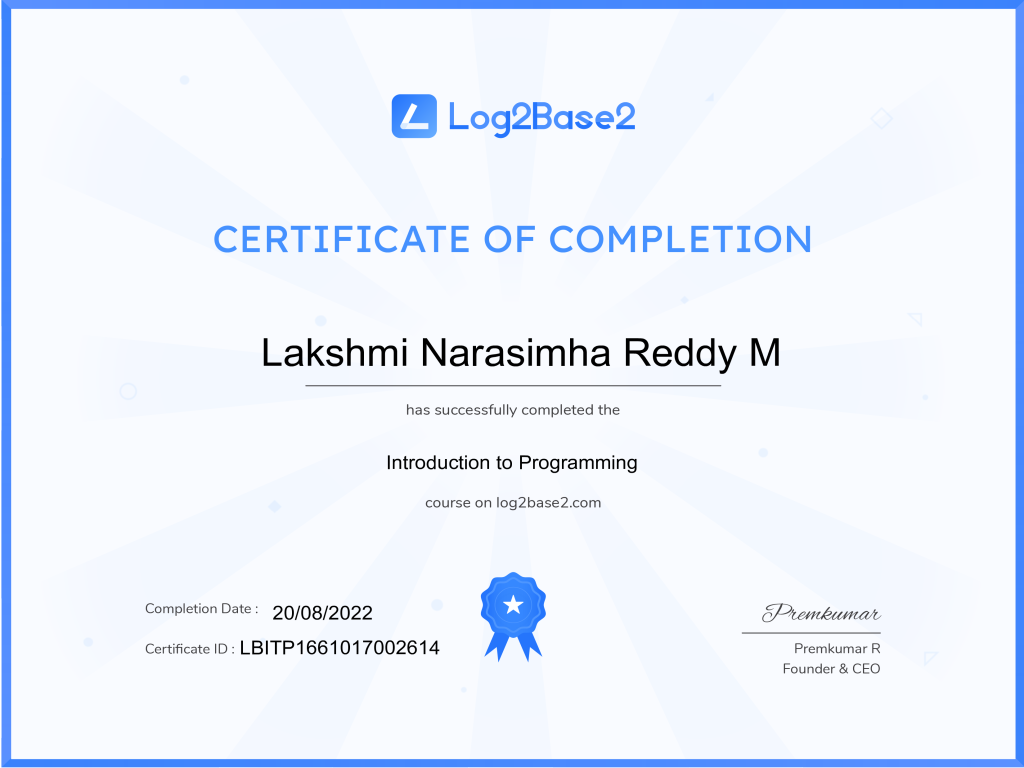 Log2Base2
CERTIFICATE OF COMPLETION
Lakshmi Narasimha Reddy M
has successfully completed the
Introduction to Programming
course on log2base2.com
Completion Date : 20/08/2022
Certificate ID : LBITP1661017002614
Premkumar
Premkumar R
Founder & CEO